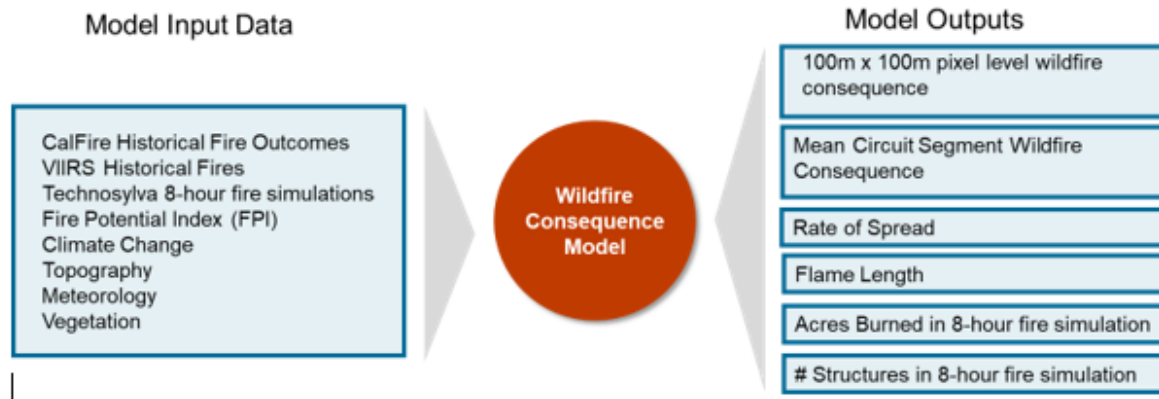 Model Input Data
CalFire Historical Fire Outcomes
VIIRS Historical Fires
Technosylva 8-hour fire simulations
Fire Potential Index (FPI)
Climate Change
Topography
Meteorology
Vegetation
Wildfire
Consequence
Model
Model Outputs
100m x 100m pixel level wildfire
consequence
Mean Circuit Segment Wildfire
Consequence
Rate of Spread
Flame Length
Acres Burned in 8-hour fire simulation
# Structures in 8-hour fire simulation